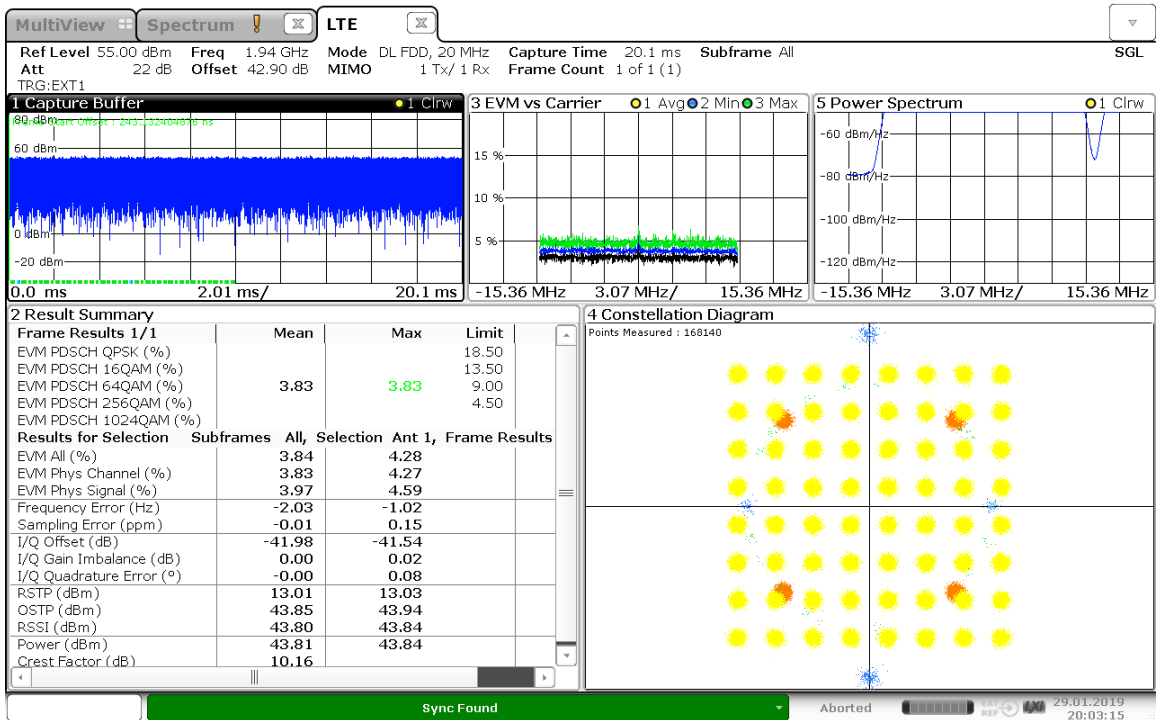 MultiView Spectrum ! X LTE X
Ref Level 55.00 dBm Freq 1.94 GHz Mode DL FDD, 20 MHz Capture Time 20.1 ms Subframe All SGL
Att 22 dB Offset 42.90 dB MIMO 1 Tx/ 1 Rx Frame Count 1 of 1 (1)
TRG:EXT1
1 Capture Buffer 1 Clrw
80 dBm
Frame Start Offset : 243.132404876 ns
60 dBm
0 dBm
-20 dBm
0.0 ms 2.01 ms/ 20.1 ms
3 EVM vs Carrier 1 Avg 2 Min 3 Max
15 %
10 %
5 %
-15.36 MHz 3.07 MHz/ 15.36 MHz
5 Power Spectrum 1 Clrw
-60 dBm/Hz
-80 dBm/Hz
-100 dBm/Hz
-120 dBm/Hz
-15.36 MHz 3.07 MHz/ 15.36 MHz
2 Result Summary
Frame Results 1/1 Mean Max Limit
EVM PDSCH QPSK (%) 18.50
EVM PDSCH 16QAM (%) 13.50
EVM PDSCH 64QAM (%) 3.83 3.83 9.00
EVM PDSCH 256QAM (%) 4.50
EVM PDSCH 1024QAM (%)
Results for Selection Subframes All, Selection Ant 1, Frame Results
EVM All (%) 3.84 4.28
EVM Phys Channel (%) 3.83 4.27
EVM Phys Signal (%) 3.97 4.59
Frequency Error (Hz) -2.03 -1.02
Sampling Error (ppm) -0.01 0.15
I/Q Offset (dB) -41.98 -41.54
I/Q Gain Imbalance (dB) 0.00 0.02
I/Q Quadrature Error (°) -0.00 0.08
RSTP (dBm) 13.01 13.03
OSTP (dBm) 43.85 43.94
RSSI (dBm) 43.80 43.84
Power (dBm) 43.81 43.84
Crest Factor (dB) 10.16
4 Constellation Diagram
Points Measured : 168140
Sync Found
Aborted
EXT
REF
LXI
29.01.2019
20:03:15